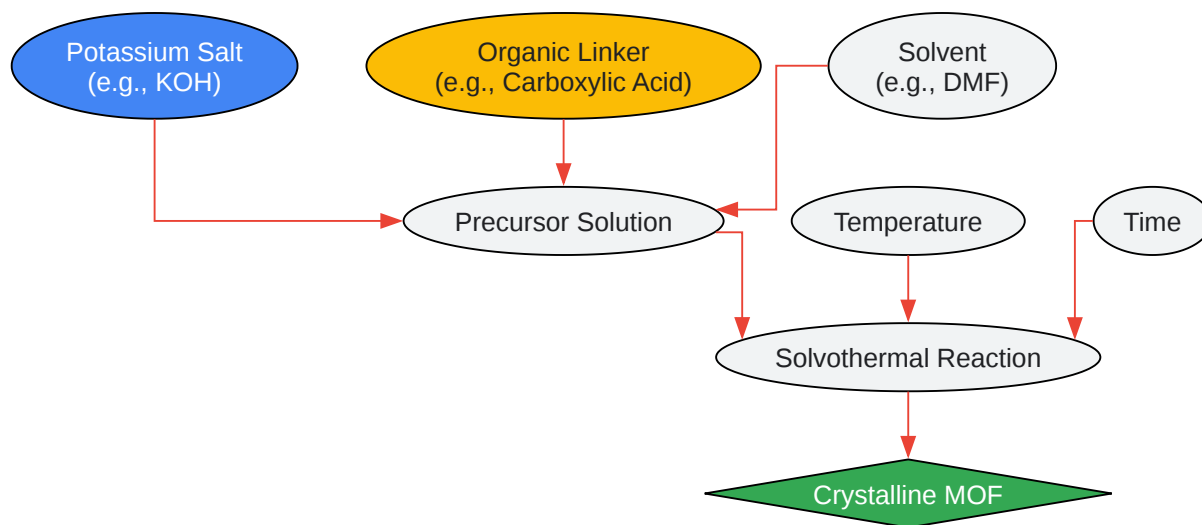 Potassium Salt
(e.g., KOH)
Organic Linker
(e.g., Carboxylic Acid)
Solvent
(e.g., DMF)
Precursor Solution
Temperature
Time
Solvothermal Reaction
Crystalline MOF